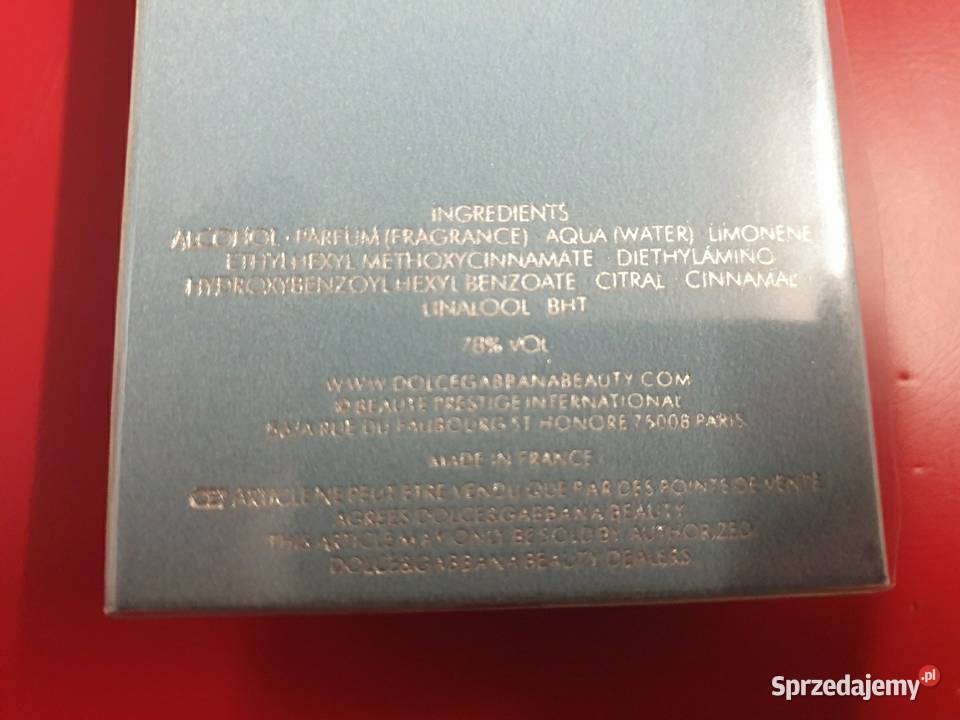 INGREDIENTS
ALCOHOL · PARFUM (FRAGRANCE) AQUA (WATER) LIMONENE
ETHYLHEXYL METHOXYCINNAMATE DIETHYLAMINO
HYDROXYBENZOYL HEXYL BENZOATE CITRAL CINNAMAL
LINALOOL BHT
78% VOL
WWW.DOLCEGABBANABEAUTY.COM
© BEAUTE PRESTIGE INTERNATIONAL
RUE DU FAUBOURG ST HONORE 75008 PARIS
MADE IN FRANCE
CET ARTICLE NE PEUT ETRE VENDU QUE PAR DES POINTS DE VENTE
AGREES DOLCE&GABBANA BEAUTY
THIS ARTICLE MAY ONLY BE SOLD BY AUTHORIZED
DOLCE&GABBANA BEAUTY DEALERS
Sprzedajemy.pl